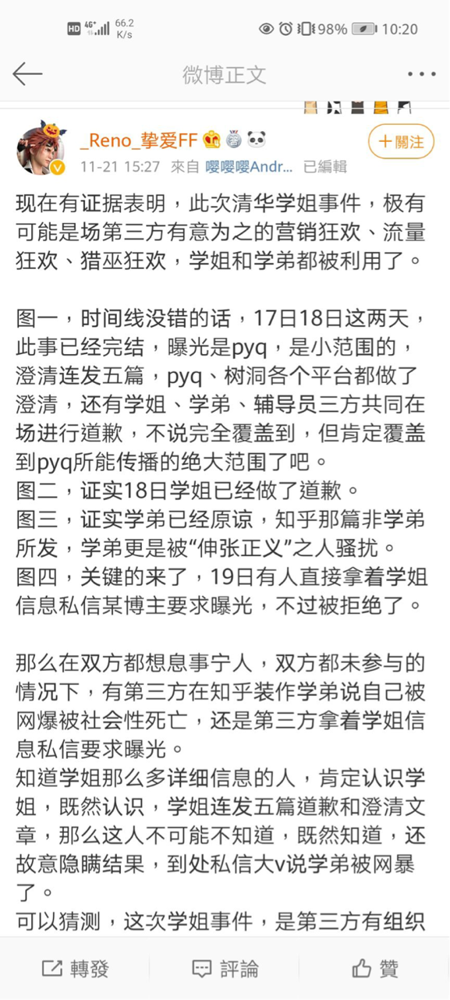 HD 4G+ 66.2 K/s 98% 10:20
微博正文
_Reno_挚爱FF
+關注
11-21 15:27 來自 嘤嘤嘤Andr... 已編輯
现在有证据表明，此次清华学姐事件，极有
可能是场第三方有意为之的营销狂欢、流量
狂欢、猎巫狂欢，学姐和学弟都被利用了。
图一，时间线没错的话，17日18日这两天，
此事已经完结，曝光是pyq，是小范围的，
澄清连发五篇，pyq、树洞各个平台都做了
澄清，还有学姐、学弟、辅导员三方共同在
场进行道歉，不说完全覆盖到，但肯定覆盖
到pyq所能传播的绝大范围了吧。
图二，证实18日学姐已经做了道歉。
图三，证实学弟已经原谅，知乎那篇非学弟
所发，学弟更是被“伸张正义”之人骚扰。
图四，关键的来了，19日有人直接拿着学姐
信息私信某博主要求曝光，不过被拒绝了。
那么在双方都想息事宁人，双方都未参与的
情况下，有第三方在知乎装作学弟说自己被
网爆被社会性死亡，还是第三方拿着学姐信
息私信要求曝光。
知道学姐那么多详细信息的人，肯定认识学
姐，既然认识，学姐连发五篇道歉和澄清文
章，那么这人不可能不知道，既然知道，还
故意隐瞒结果，到处私信大v说学弟被网暴
了。
可以猜测，这次学姐事件，是第三方有组织
轉發 評論 贊